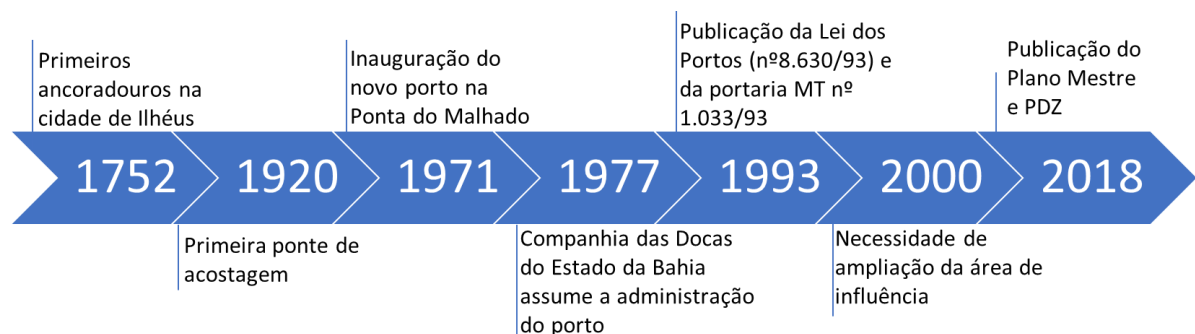 Primeiros
ancoradouros na
cidade de Ilhéus
Inauguração do
novo porto na
Ponta do Malhado
Publicação da Lei dos
Portos (nº8.630/93) e
da portaria MT nº
1.033/93
Publicação do
Plano Mestre
e PDZ
1752
1920
1971
1977
1993
2000
2018
Primeira ponte de
acostagem
Companhia das Docas
do Estado da Bahia
assume a administração
do porto
Necessidade de
ampliação da área de
influência